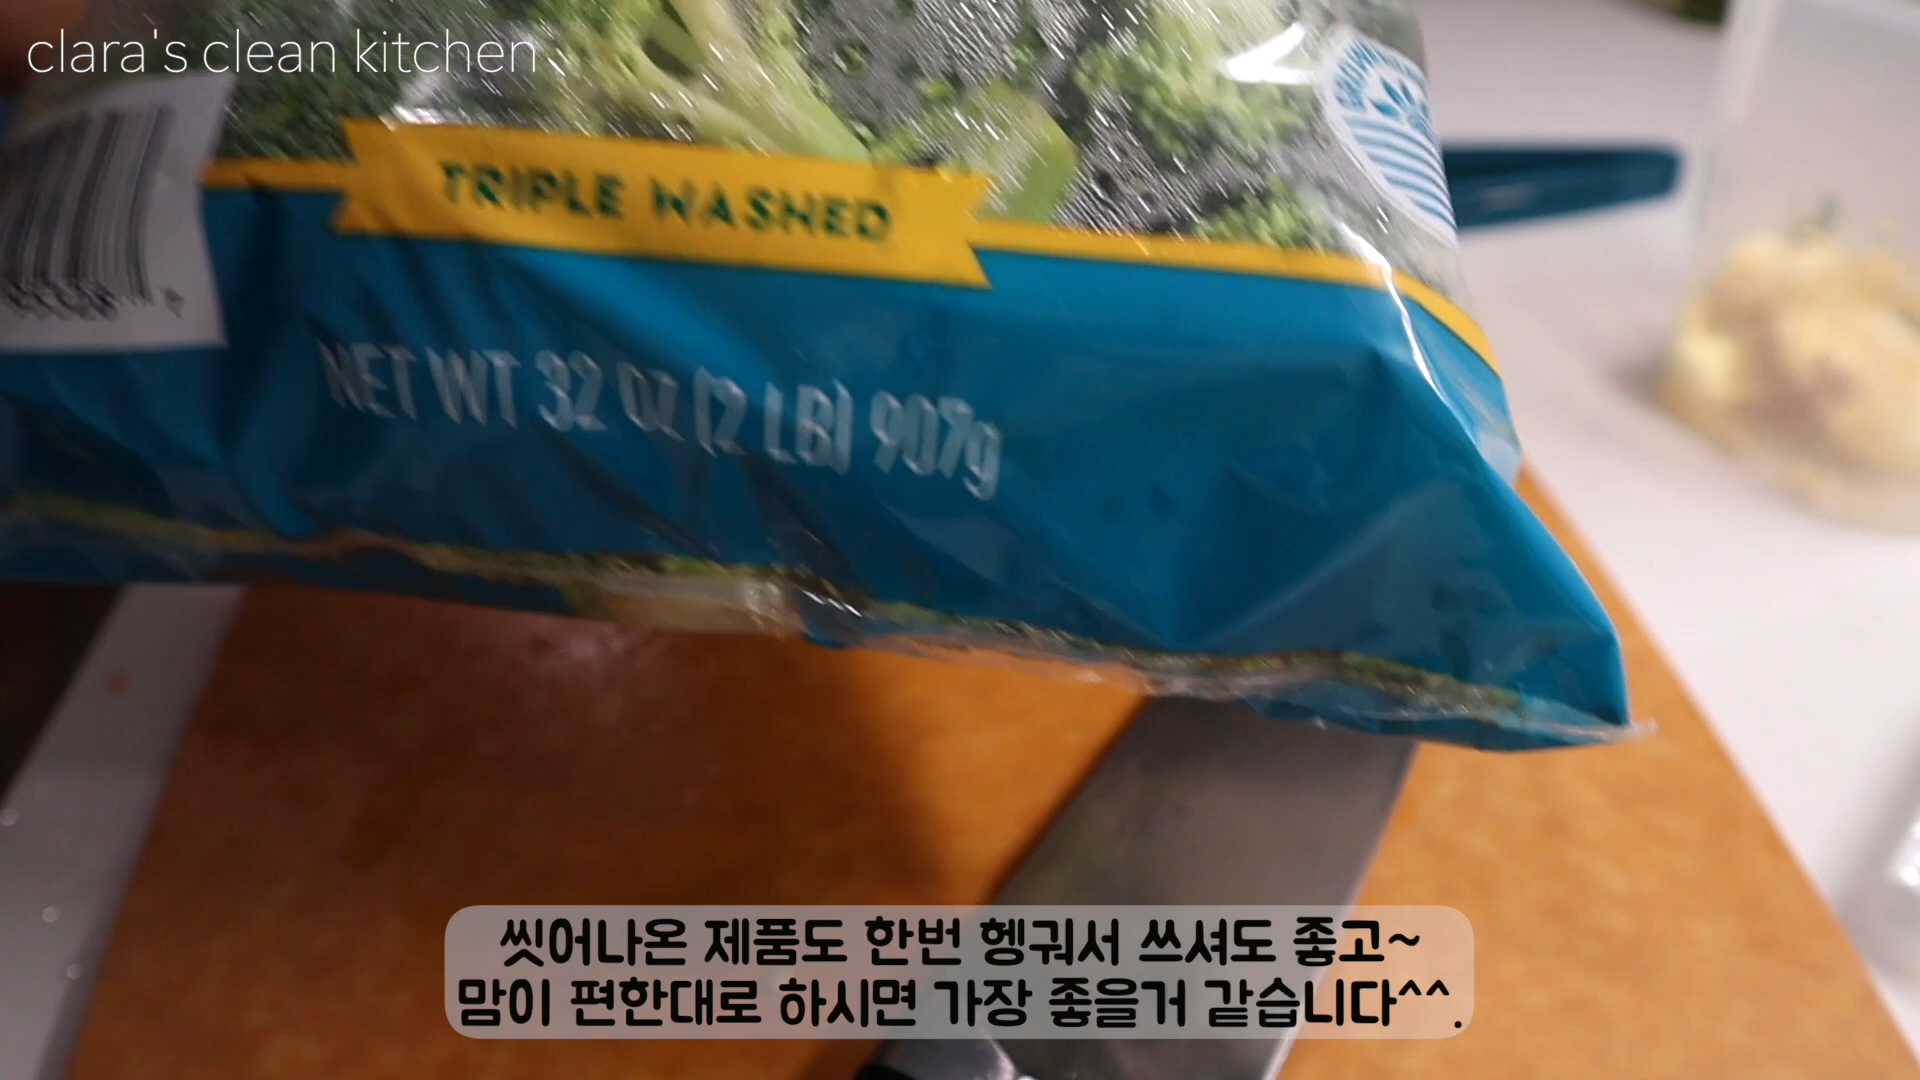 clara's clean kitchen
TRIPLE WASHED
NET WT 32 OZ (2 LB) 907g
씻어나온 제품도 한번 헹궈서 쓰셔도 좋고~
맘이 편한대로 하시면 가장 좋을거 같습니다^^.